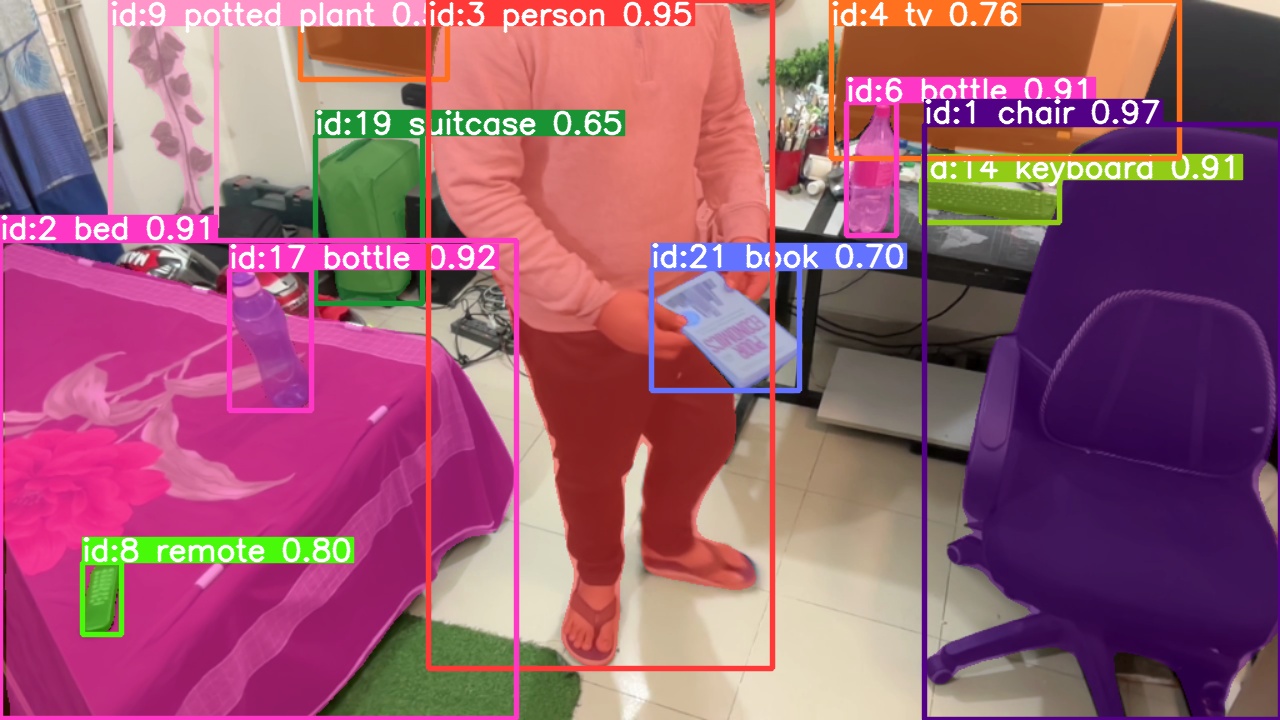 id:9 potted plant 0.
id:3 person 0.95
id:4 tv 0.76
id:6 bottle 0.91
id:1 chair 0.97
id:19 suitcase 0.65
d:14 keyboard 0.91
id:2 bed 0.91
id:17 bottle 0.92
id:21 book 0.70
id:8 remote 0.80